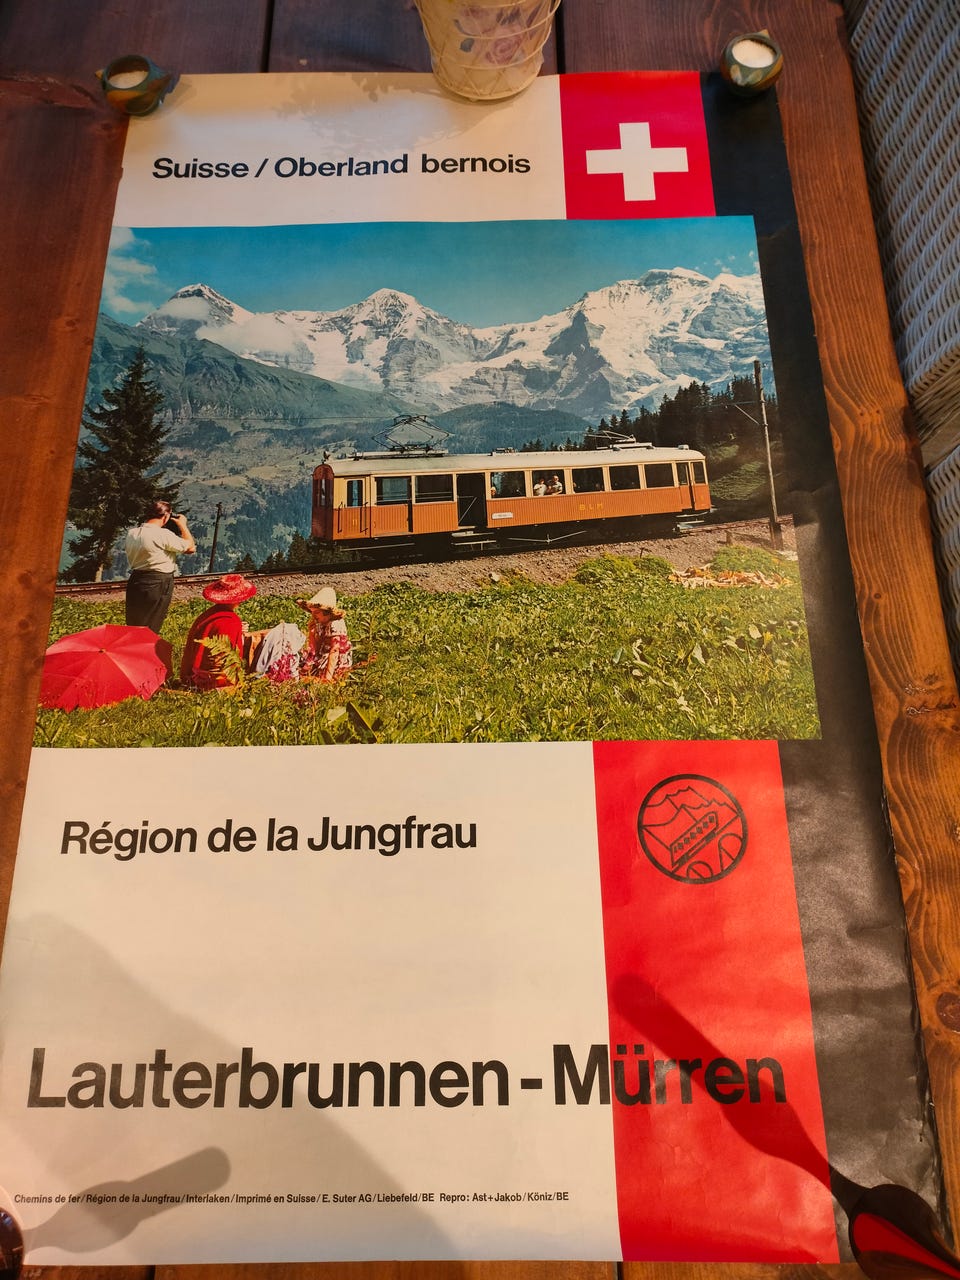 Suisse / Oberland bernois
BLM
Région de la Jungfrau
Lauterbrunnen - Mürren
Chemins de fer / Région de la Jungfrau / Interlaken / Imprimé en Suisse / E. Suter AG / Liebefeld / BE Repro: Ast + Jakob / Köniz / BE